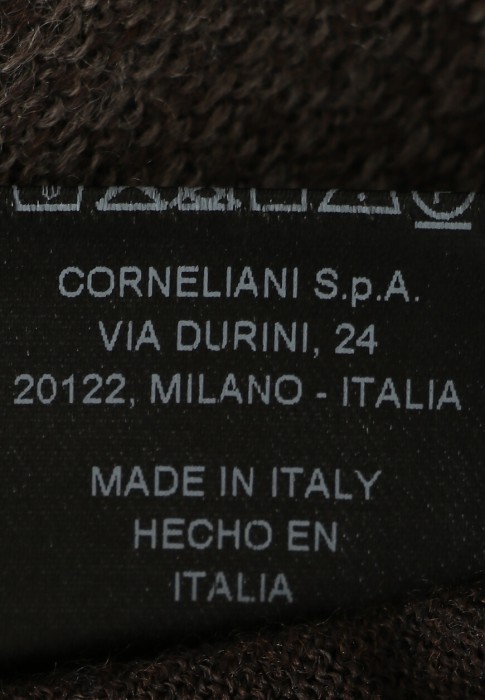 CORNELIANI S.p.A.
VIA DURINI, 24
20122, MILANO - ITALIA
MADE IN ITALY
HECHO EN
ITALIA